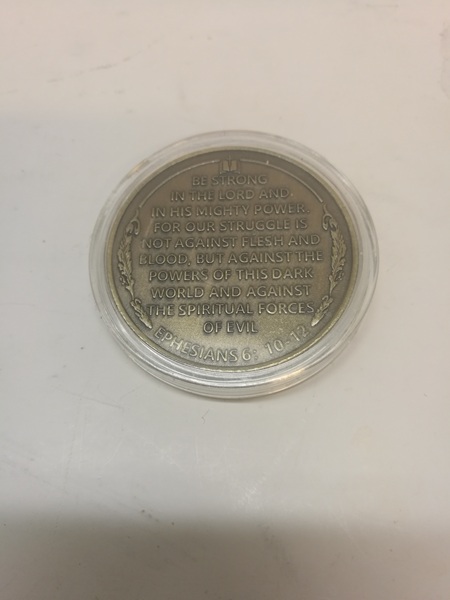 BE STRONG
IN THE LORD AND
IN HIS MIGHTY POWER.
FOR OUR STRUGGLE IS
NOT AGAINST FLESH AND
BLOOD, BUT AGAINST THE
POWERS OF THIS DARK
WORLD AND AGAINST
THE SPIRITUAL FORCES
OF EVIL
EPHESIANS 6: 10-12